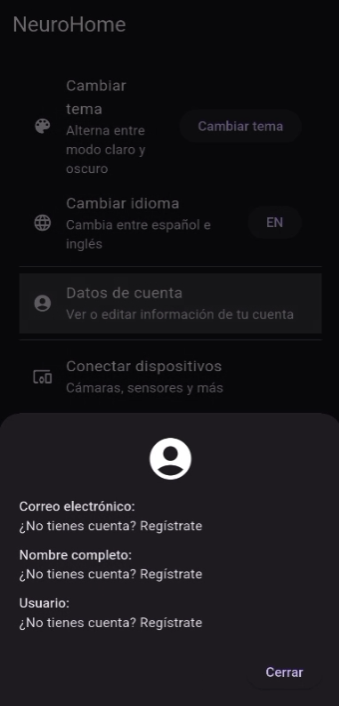 NeuroHome
Cambiar
tema
Alterna entre
modo claro y
oscuro
Cambiar tema
Cambiar idioma
Cambia entre español e
inglés
EN
Datos de cuenta
Ver o editar información de tu cuenta
Conectar dispositivos
Cámaras, sensores y más
Correo electrónico:
¿No tienes cuenta? Regístrate
Nombre completo:
¿No tienes cuenta? Regístrate
Usuario:
¿No tienes cuenta? Regístrate
Cerrar